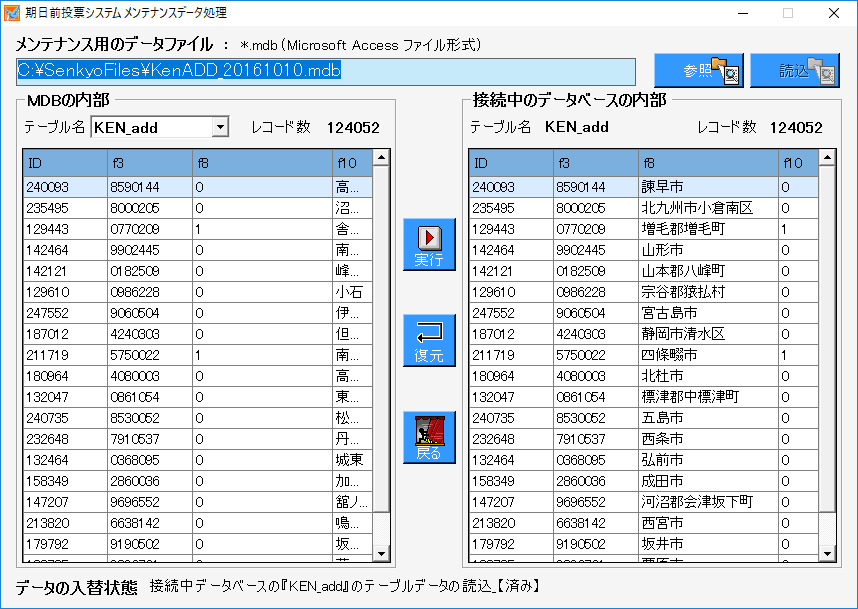 期日前投票システム メンテナンスデータ処理
メンテナンス用のデータファイル : *.mdb (Microsoft Access ファイル形式)
C:¥SenkyoFiles¥KenADD_20161010.mdb
参照
読込
MDBの内部
テーブル名 KEN_add レコード数 124052
ID f3 f8 f10
240093 8590144 0 高...
235495 8000205 0 沼...
129443 0770209 1 舎...
142464 9902445 0 南...
142121 0182509 0 峰...
129610 0986228 0 小石
247552 9060504 0 伊...
187012 4240303 0 但...
211719 5750022 1 南...
180964 4080003 0 高...
132047 0861054 0 東...
240735 8530052 0 松...
232648 7910537 0 丹...
132464 0368095 0 城東
158349 2860036 0 加...
147207 9696552 0 舘ノ...
213820 6638142 0 鳴...
179792 9190502 0 坂...
実行
復元
戻る
接続中のデータベースの内部
テーブル名 KEN_add レコード数 124052
ID f3 f8 f10
240093 8590144 諫早市 0
235495 8000205 北九州市小倉南区 0
129443 0770209 増毛郡増毛町 1
142464 9902445 山形市 0
142121 0182509 山本郡八峰町 0
129610 0986228 宗谷郡猿払村 0
247552 9060504 宮古島市 0
187012 4240303 静岡市清水区 0
211719 5750022 四條畷市 1
180964 4080003 北杜市 0
132047 0861054 標津郡中標津町 0
240735 8530052 五島市 0
232648 7910537 西条市 0
132464 0368095 弘前市 0
158349 2860036 成田市 0
147207 9696552 河沼郡会津坂下町 0
213820 6638142 西宮市 0
179792 9190502 坂井市 0
データの入替状態 接続中データベースの『KEN_add』のテーブルデータの読込_【済み】